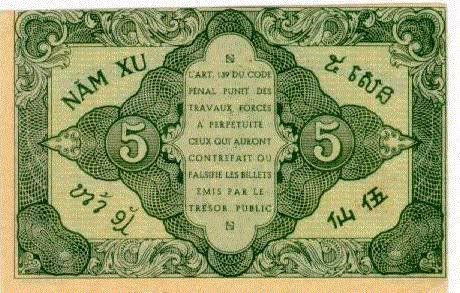 NĂM XU
L'ART. 139 DU CODE
PÉNAL PUNIT DES
TRAVAUX FORCÉS
A PERPÉTUITÉ
CEUX QUI AURONT
CONTREFAIT OU
FALSIFIÉ LES BILLETS
ÉMIS PAR LE
TRÉSOR PUBLIC
5
5
仙伍